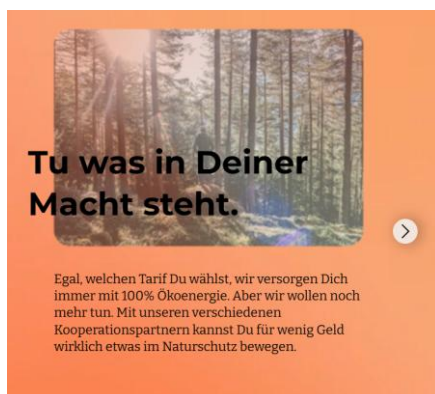 Tu was in Deiner
Macht steht.
Egal, welchen Tarif Du wählst, wir versorgen Dich
immer mit 100% Ökoenergie. Aber wir wollen noch
mehr tun. Mit unseren verschiedenen
Kooperationspartnern kannst Du für wenig Geld
wirklich etwas im Naturschutz bewegen.